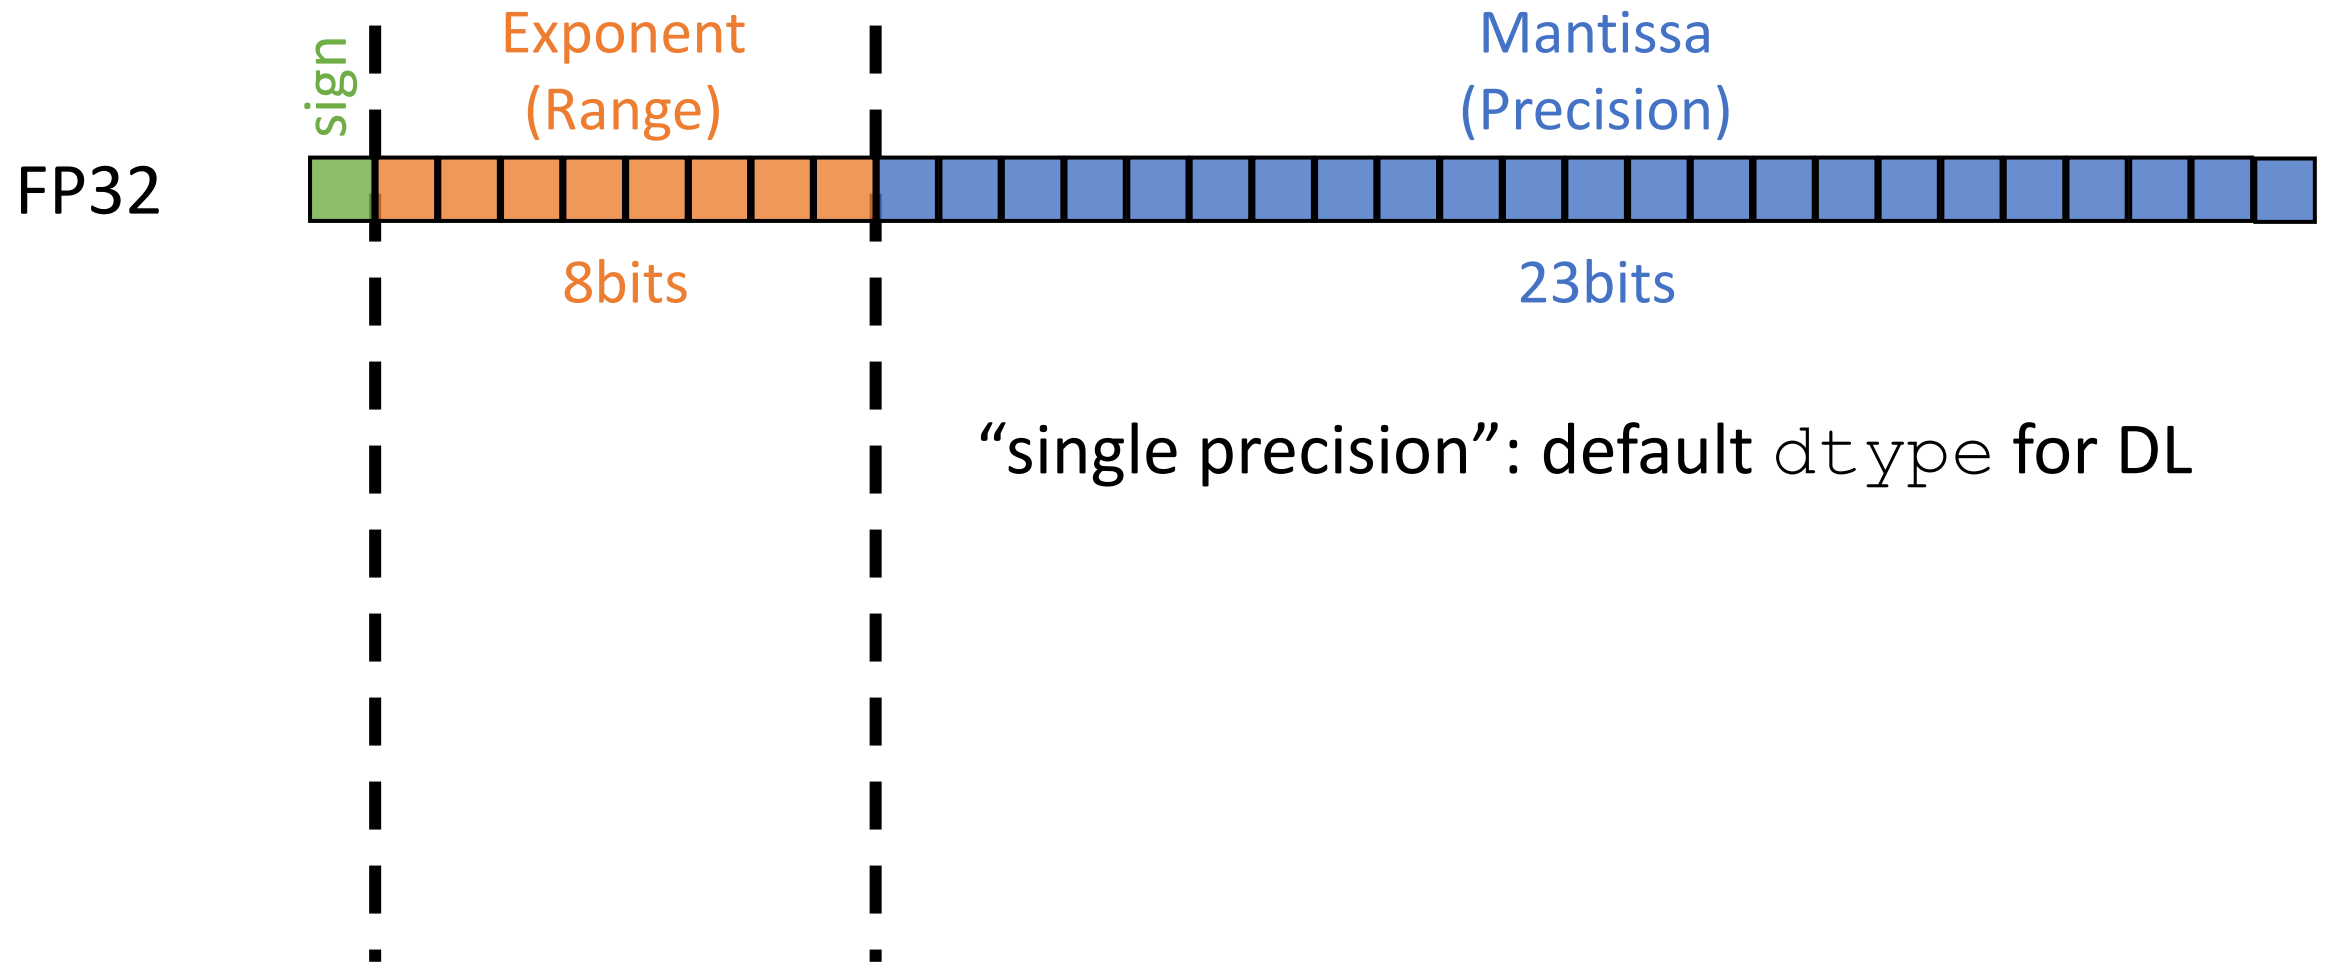 sign
Exponent
(Range)
Mantissa
(Precision)
FP32
8bits
23bits
“single precision”: default dtype for DL